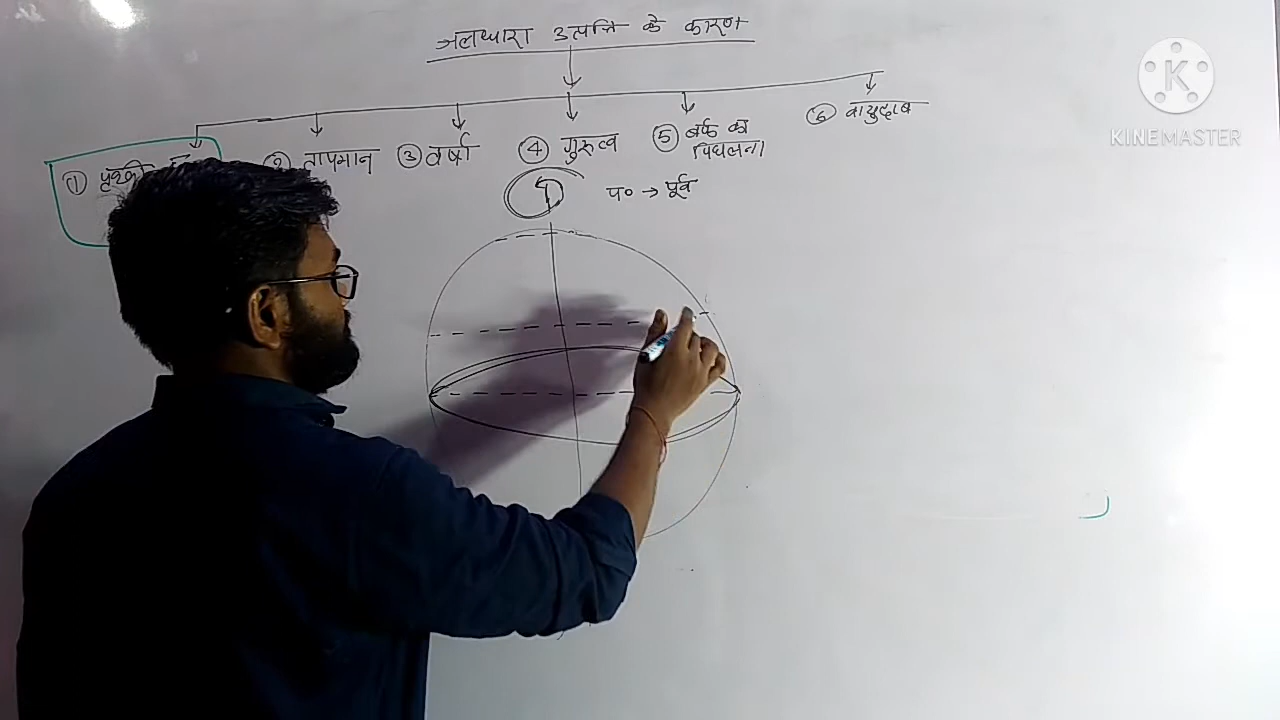 जलधारा उत्पत्ति के कारण
① पृथ्वी
② तापमान
③ वर्षा
④ गुरुत्व
⑤ बर्फ का
पिघलना
⑥ वायुदाब
प० → पूर्व
KINEMASTER